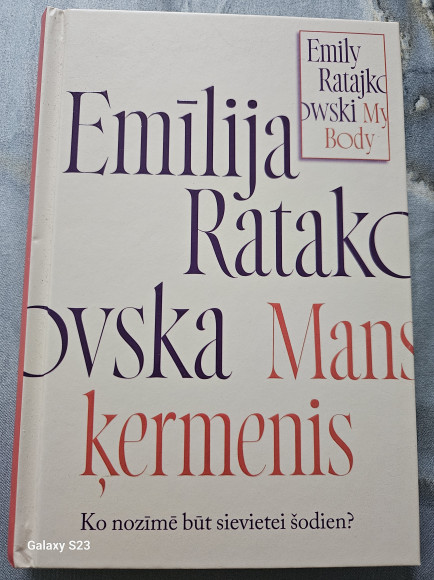 Emily
Ratajko
owski My
Body
Emīlija
Ratako
ovska Mans
ķermenis
Ko nozīmē būt sievietei šodien?
Galaxy S23